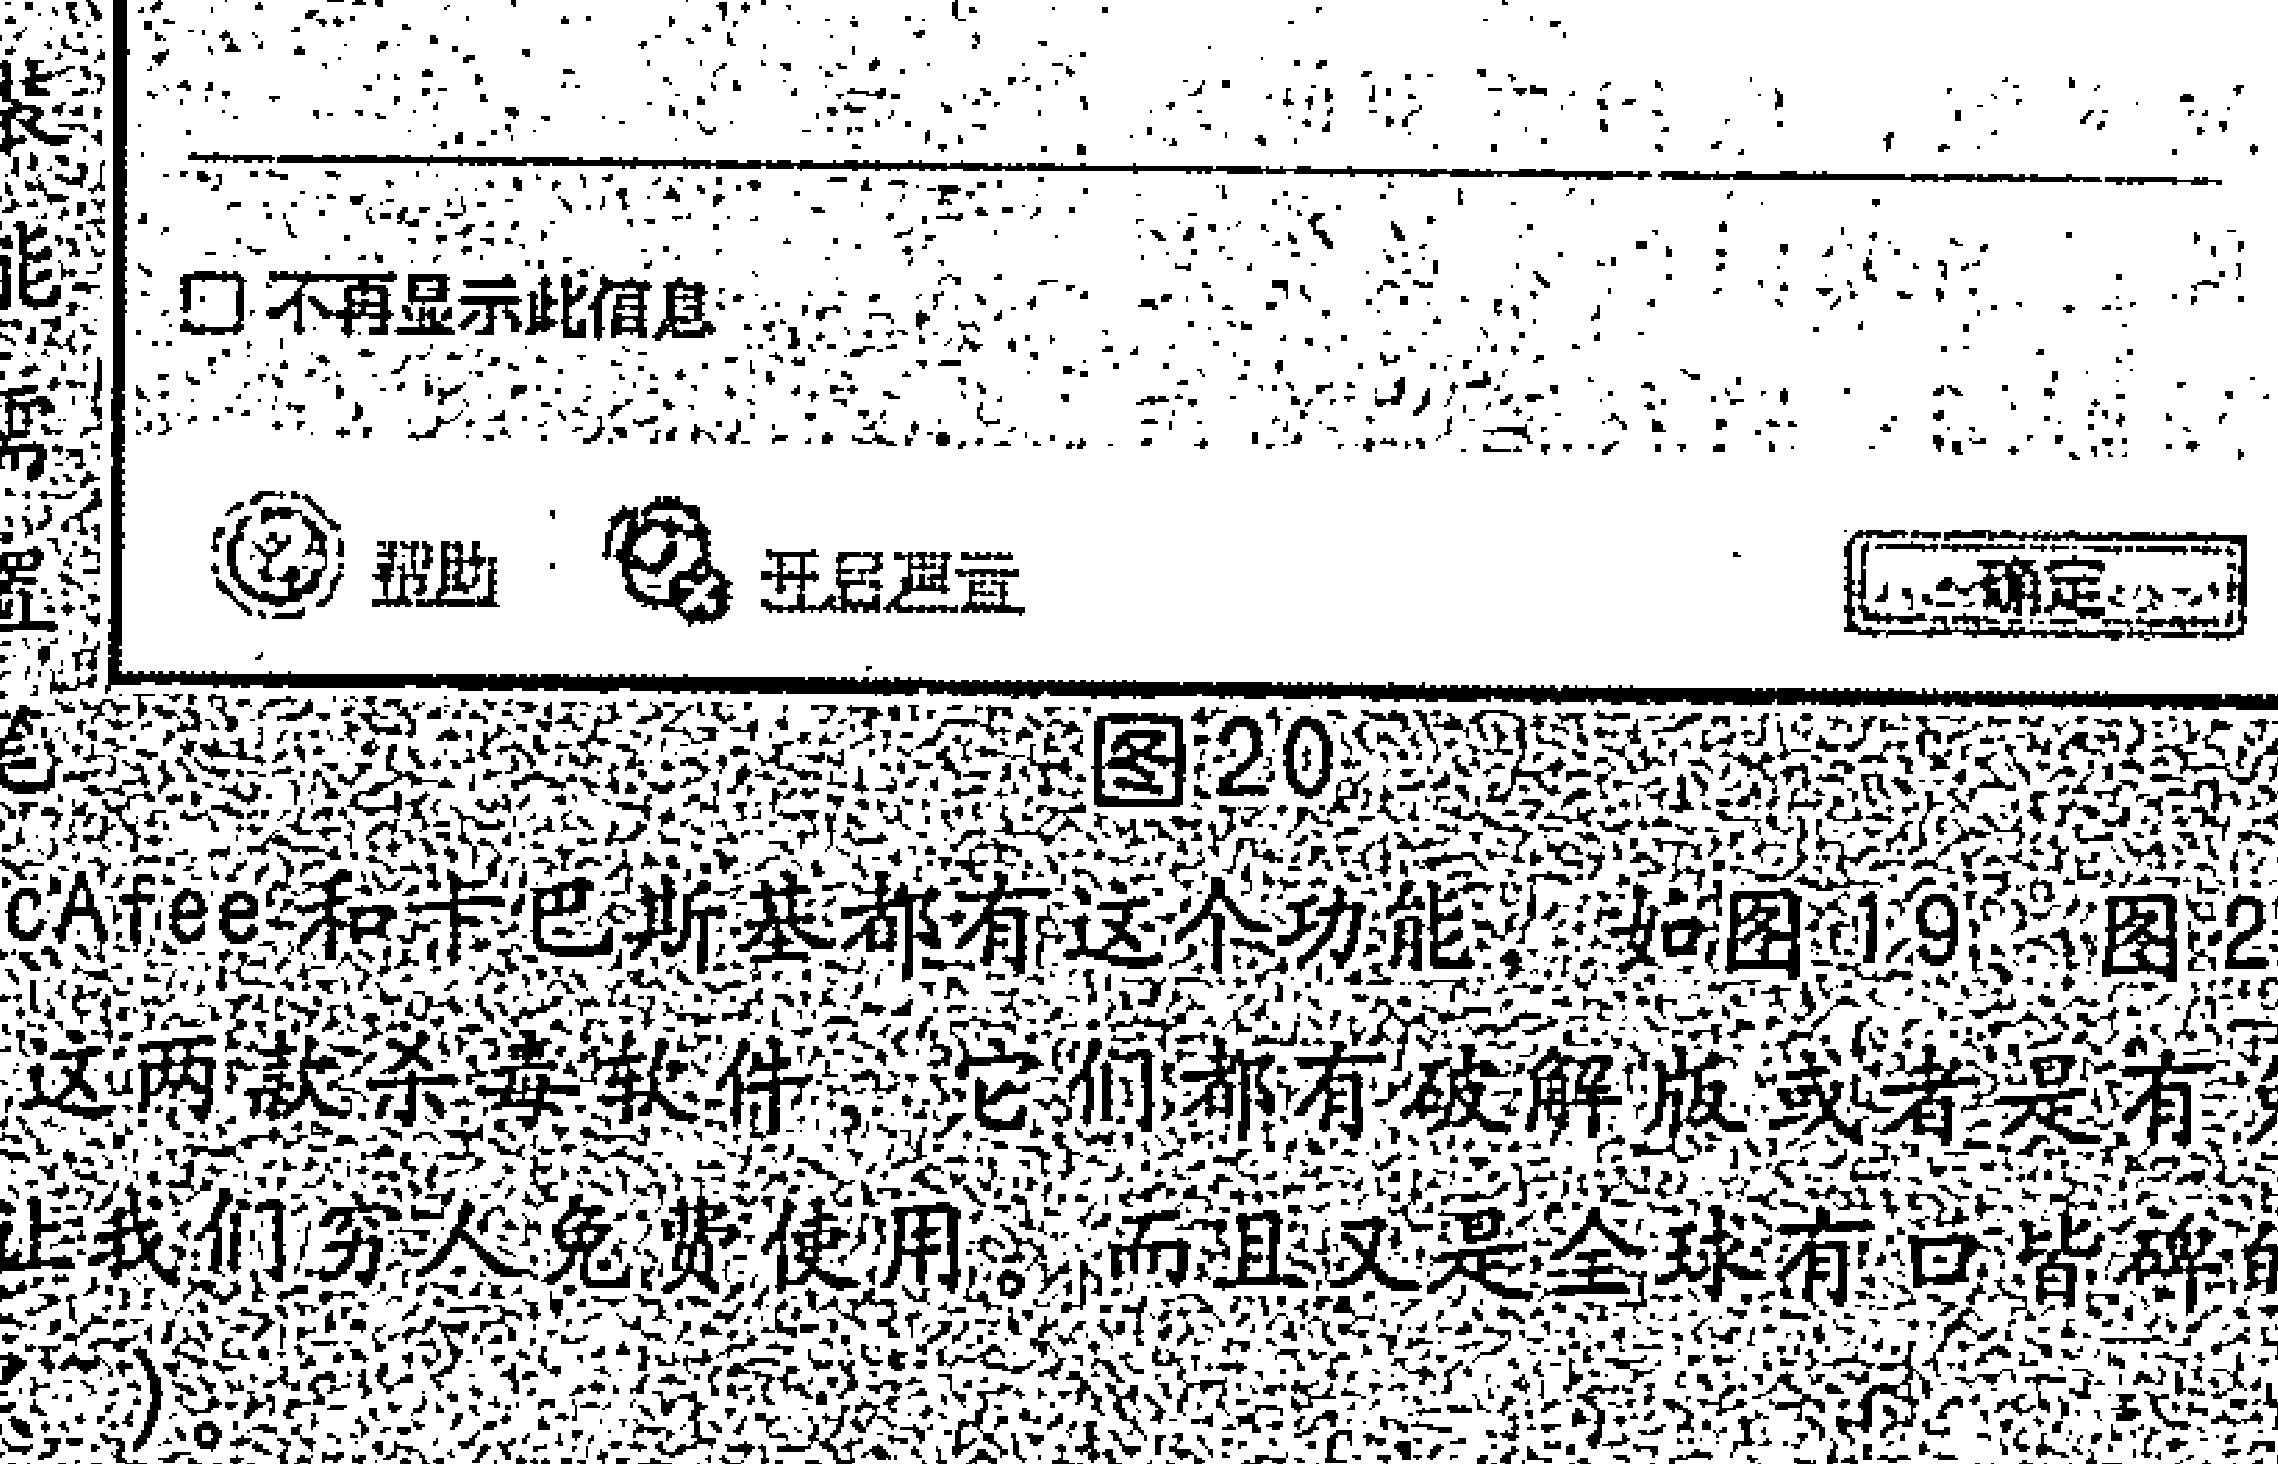 不再显示此信息
帮助 开启声音 确定
图20
cAfee和卡巴斯基都有这个功能，如图19 图2
这两款杀毒软件，它们都有破解版或者是有
让我们穷人免费使用。而且又是全球有口皆碑的
)。